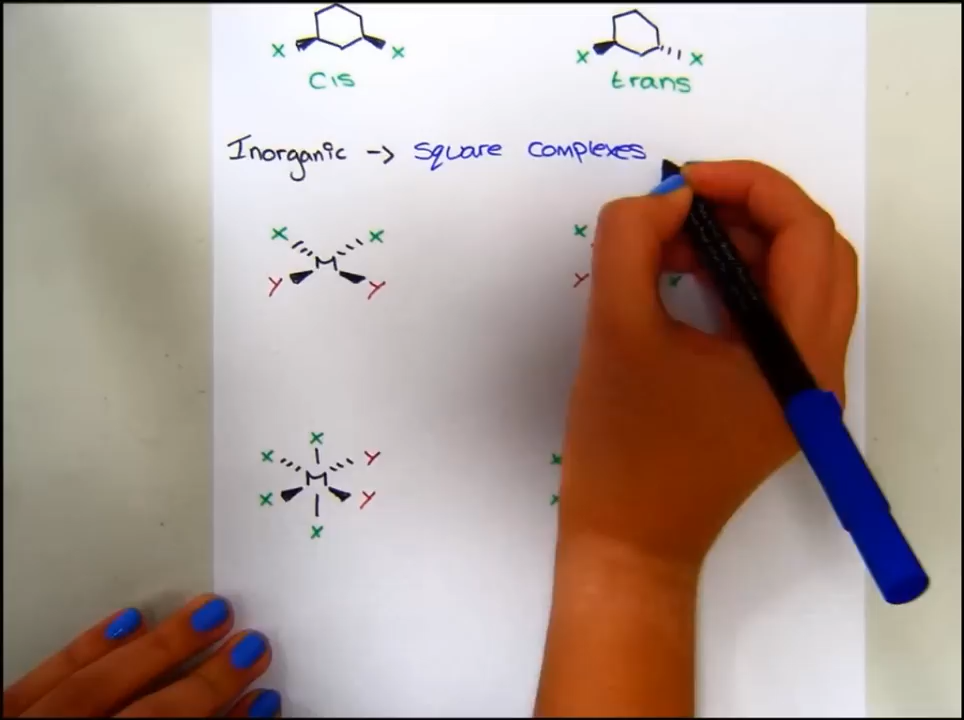 X X X X
cis trans
Inorganic -> Square complexes
X X X
M
Y Y Y X
X
X Y X
M
X Y X
X